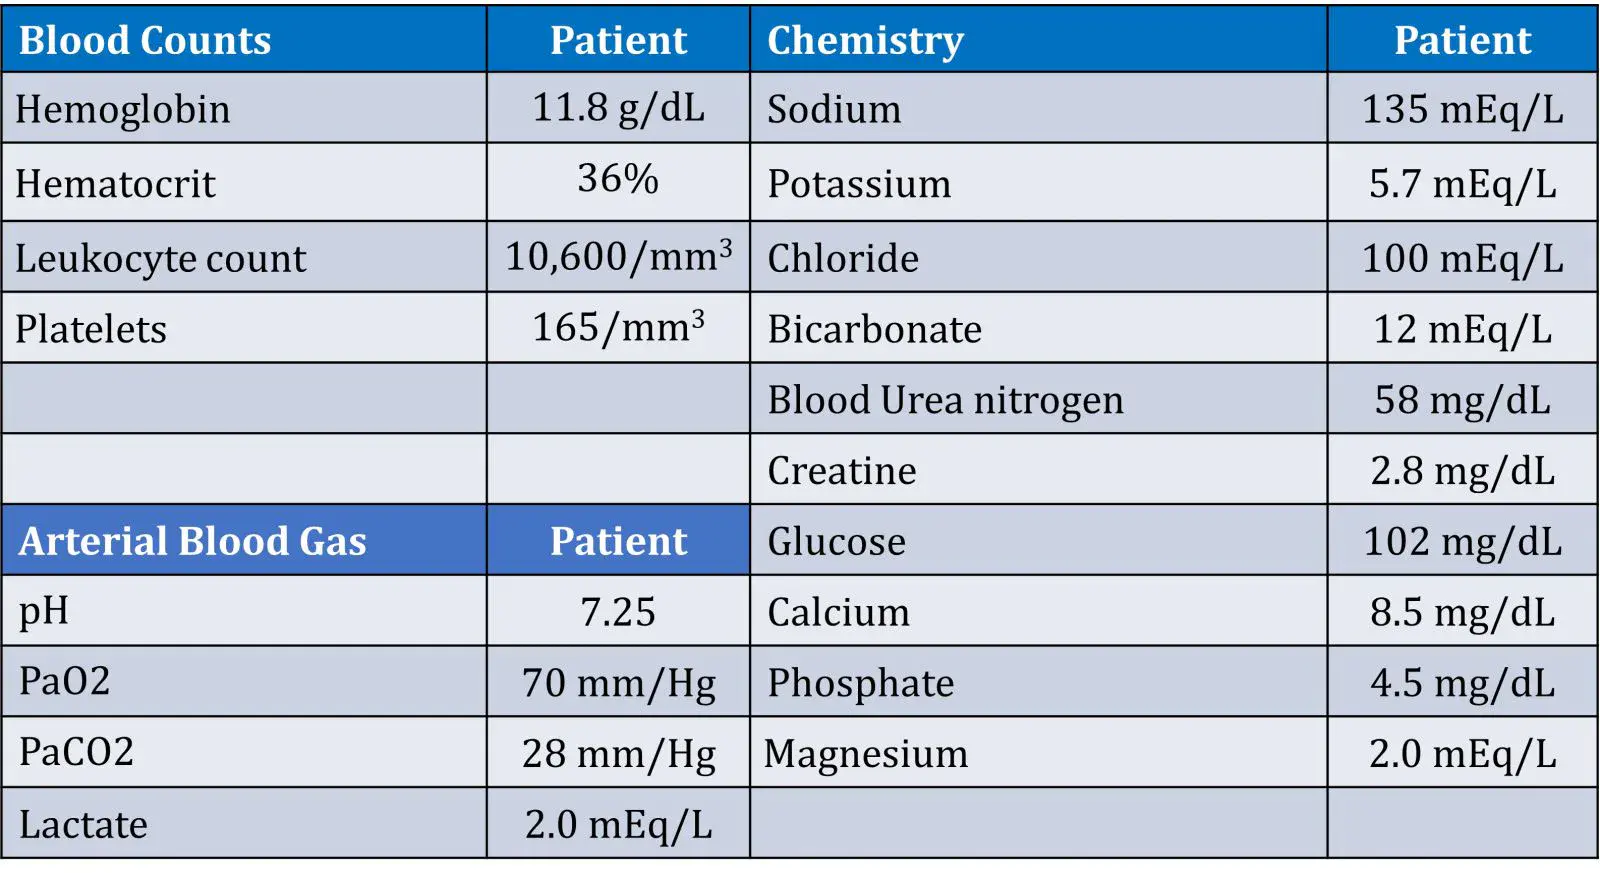 Blood Counts Patient Chemistry Patient
Hemoglobin 11.8 g/dL Sodium 135 mEq/L
Hematocrit 36% Potassium 5.7 mEq/L
Leukocyte count 10,600/mm³ Chloride 100 mEq/L
Platelets 165/mm³ Bicarbonate 12 mEq/L
Blood Urea nitrogen 58 mg/dL
Creatine 2.8 mg/dL
Arterial Blood Gas Patient Glucose 102 mg/dL
pH 7.25 Calcium 8.5 mg/dL
PaO2 70 mm/Hg Phosphate 4.5 mg/dL
PaCO2 28 mm/Hg Magnesium 2.0 mEq/L
Lactate 2.0 mEq/L